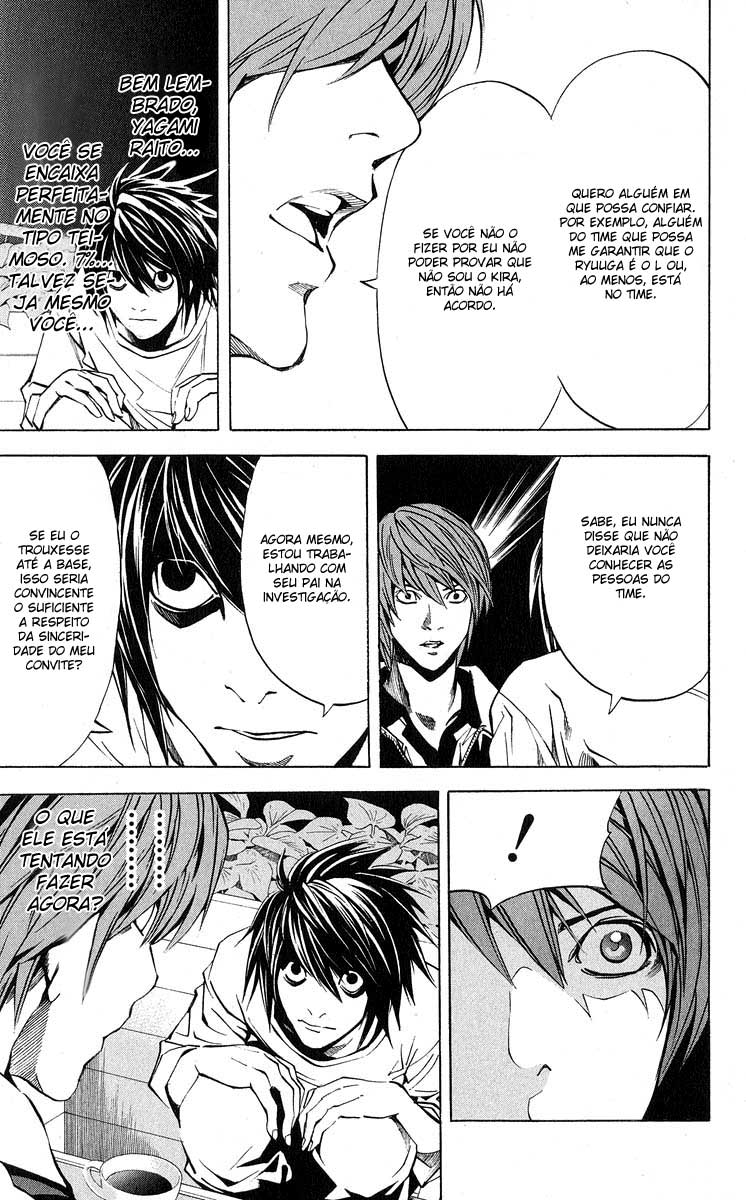 QUERO ALGUÉM EM
QUE POSSA CONFIAR.
POR EXEMPLO, ALGUÉM
DO TIME QUE POSSA
ME GARANTIR QUE O
RYUUGA É O L OU,
AO MENOS, ESTÁ
NO TIME.
SE VOCÊ NÃO O
FIZER POR EU NÃO
PODER PROVAR QUE
NÃO SOU O KIRA,
ENTÃO NÃO HÁ
ACORDO.
BEM LEM-
BRADO,
YAGAMI
RAITO...
VOCÊ SE
ENCAIXA
PERFEITA-
MENTE NO
TIPO TEI-
MOSO. 7%...
TALVEZ SE-
JA MESMO
VOCÊ...
SABE, EU NUNCA
DISSE QUE NÃO
DEIXARIA VOCÊ
CONHECER AS
PESSOAS DO
TIME.
AGORA MESMO,
ESTOU TRABA-
LHANDO COM
SEU PAI NA
INVESTIGAÇÃO.
SE EU O
TROUXESSE
ATÉ A BASE,
ISSO SERIA
CONVINCENTE
O SUFICIENTE
A RESPEITO
DA SINCERI-
DADE DO MEU
CONVITE?
!
.........
O QUE
ELE ESTÁ
TENTANDO
FAZER
AGORA?